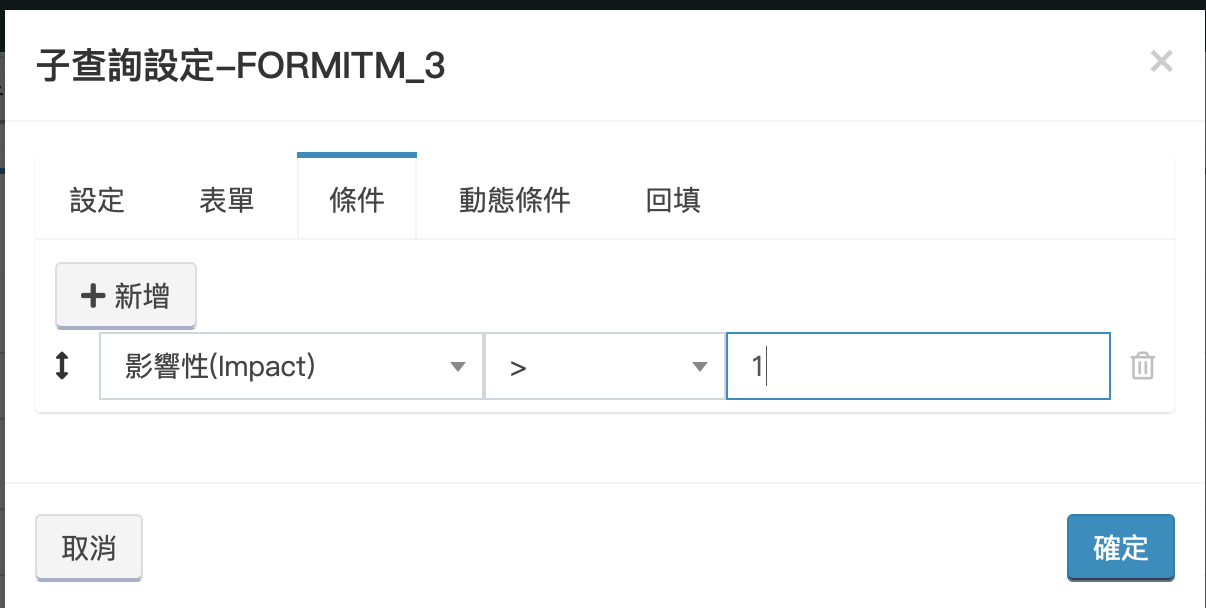 子查詢設定-FORMITM_3
×
設定 表單 條件 動態條件 回填
+ 新增
影響性(Impact) > 1
取消 確定